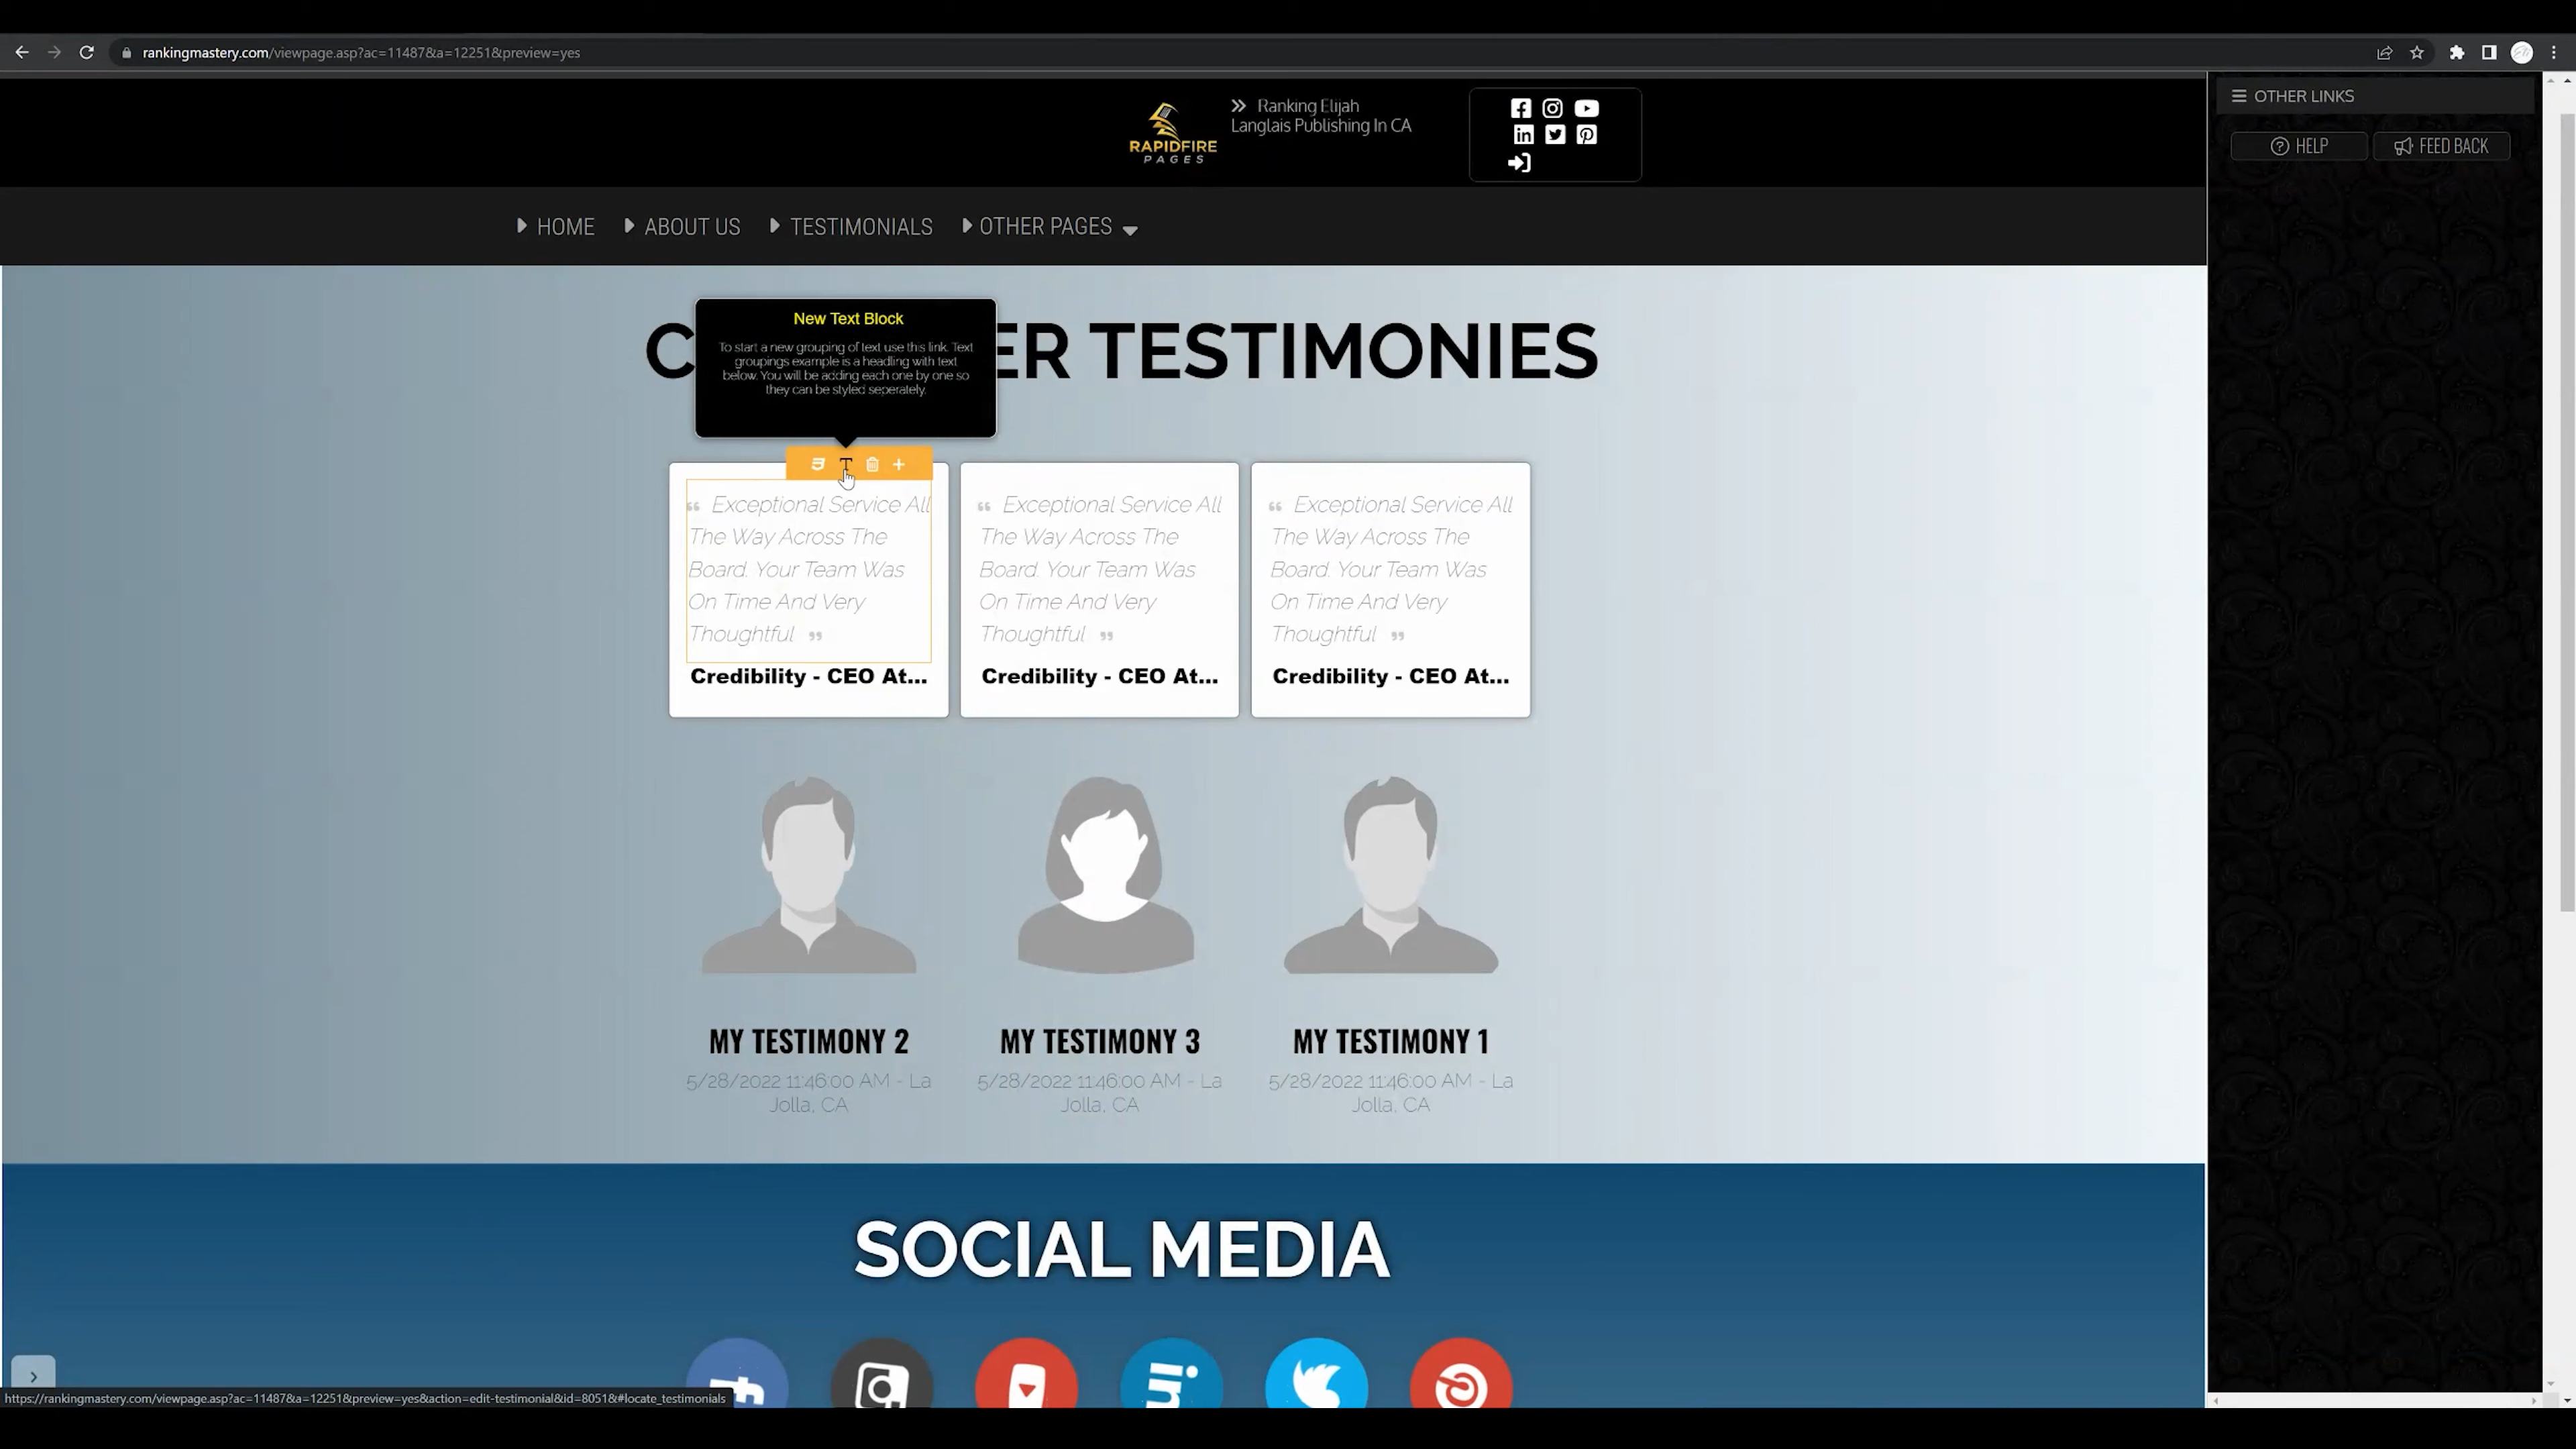 rankingmastery.com/viewpage.asp?ac=11487&a=12251&preview=yes
RAPIDFIRE
PAGES
Ranking Elijah
Langlais Publishing In CA
OTHER LINKS
HELP
FEED BACK
HOME
ABOUT US
TESTIMONIALS
OTHER PAGES
New Text Block
To start a new grouping of text use this link. Text
groupings example is a headling with text
below. You will be adding each one by one so
they can be styled seperately.
C ER TESTIMONIES
“ Exceptional Service All
The Way Across The
Board. Your Team Was
On Time And Very
Thoughtful ”
Credibility - CEO At...
“ Exceptional Service All
The Way Across The
Board. Your Team Was
On Time And Very
Thoughtful ”
Credibility - CEO At...
“ Exceptional Service All
The Way Across The
Board. Your Team Was
On Time And Very
Thoughtful ”
Credibility - CEO At...
MY TESTIMONY 2
5/28/2022 11:46:00 AM - La
Jolla, CA
MY TESTIMONY 3
5/28/2022 11:46:00 AM - La
Jolla, CA
MY TESTIMONY 1
5/28/2022 11:46:00 AM - La
Jolla, CA
SOCIAL MEDIA
https://rankingmastery.com/viewpage.asp?ac=11487&a=12251&preview=yes&action=edit-testimonial&id=8051&#locate_testimonials